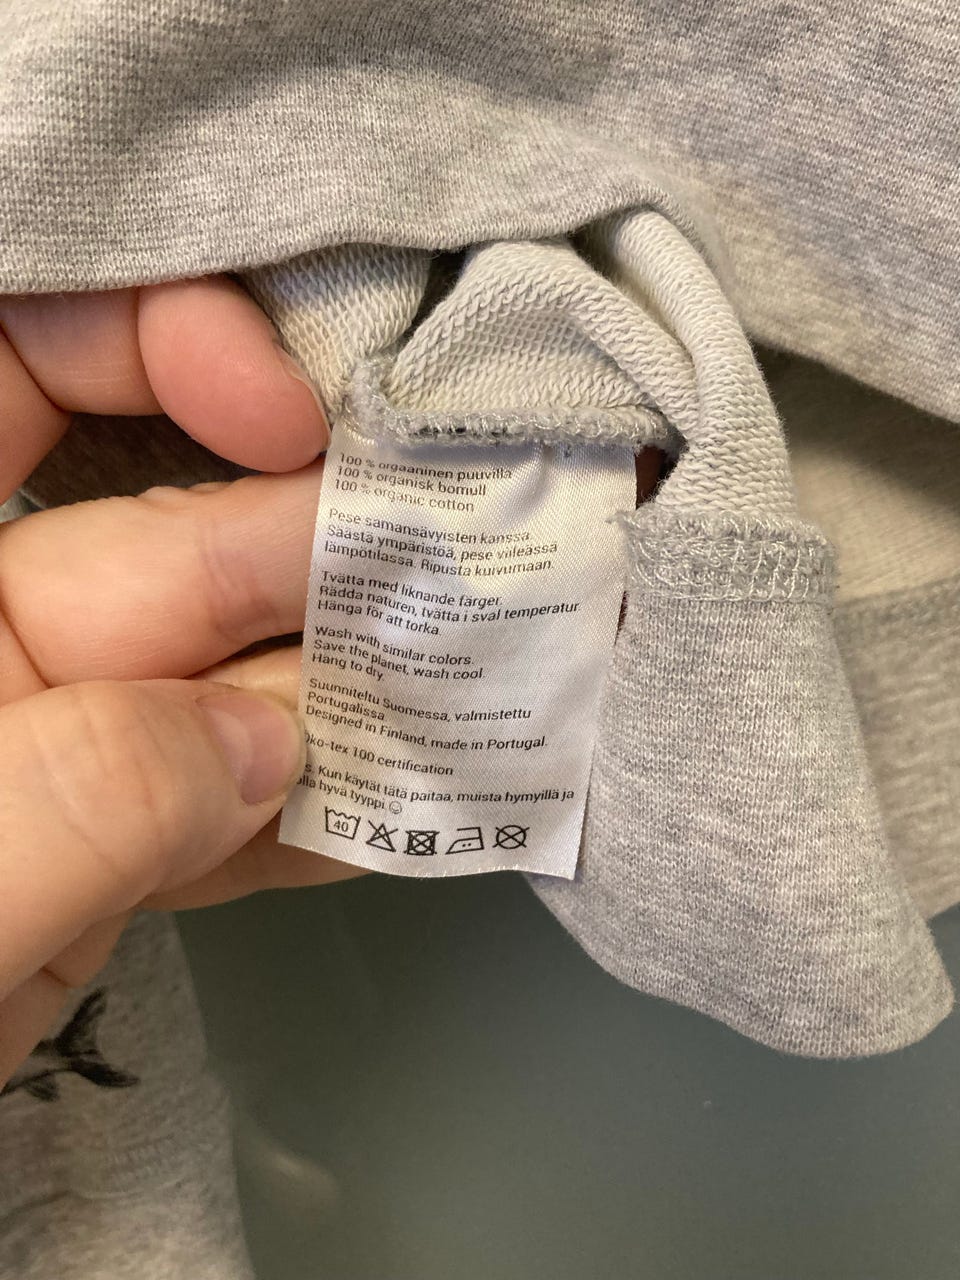 100 % orgaaninen puuvilla
100 % organisk bomull
100 % organic cotton
Pese samansävyisten kanssa.
Säästä ympäristöä, pese viileässä
lämpötilassa. Ripusta kuivumaan.
Tvätta med liknande färger.
Rädda naturen, tvätta i sval temperatur.
Hänga för att torka.
Wash with similar colors.
Save the planet, wash cool.
Hang to dry.
Suunniteltu Suomessa, valmistettu
Portugalissa.
Designed in Finland, made in Portugal.
ko-tex 100 certification
s. Kun käytät tätä paitaa, muista hymyillä ja
lla hyvä tyyppi.
40